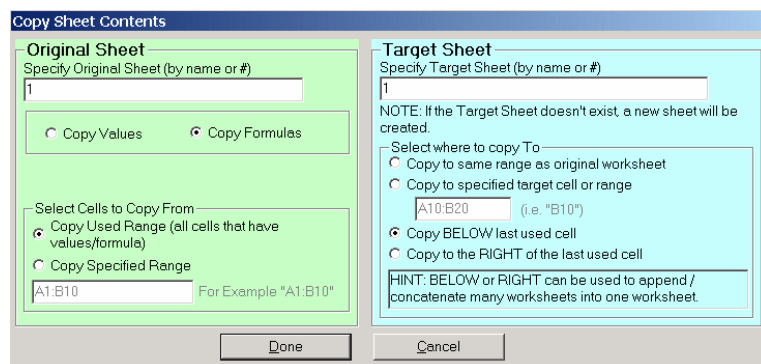 Copy Sheet Contents
Original Sheet
Specify Original Sheet (by name or #)
1
Copy Values
Copy Formulas
Select Cells to Copy From
Copy Used Range (all cells that have
values/formula)
Copy Specified Range
A1:B10
For Example "A1:B10"
Target Sheet
Specify Target Sheet (by name or #)
1
NOTE: If the Target Sheet doesn't exist, a new sheet will be
created.
Select where to copy To
Copy to same range as original worksheet
Copy to specified target cell or range
A10:B20
(i.e. "B10")
Copy BELOW last used cell
Copy to the RIGHT of the last used cell
HINT: BELOW or RIGHT can be used to append /
concatenate many worksheets into one worksheet.
Done
Cancel